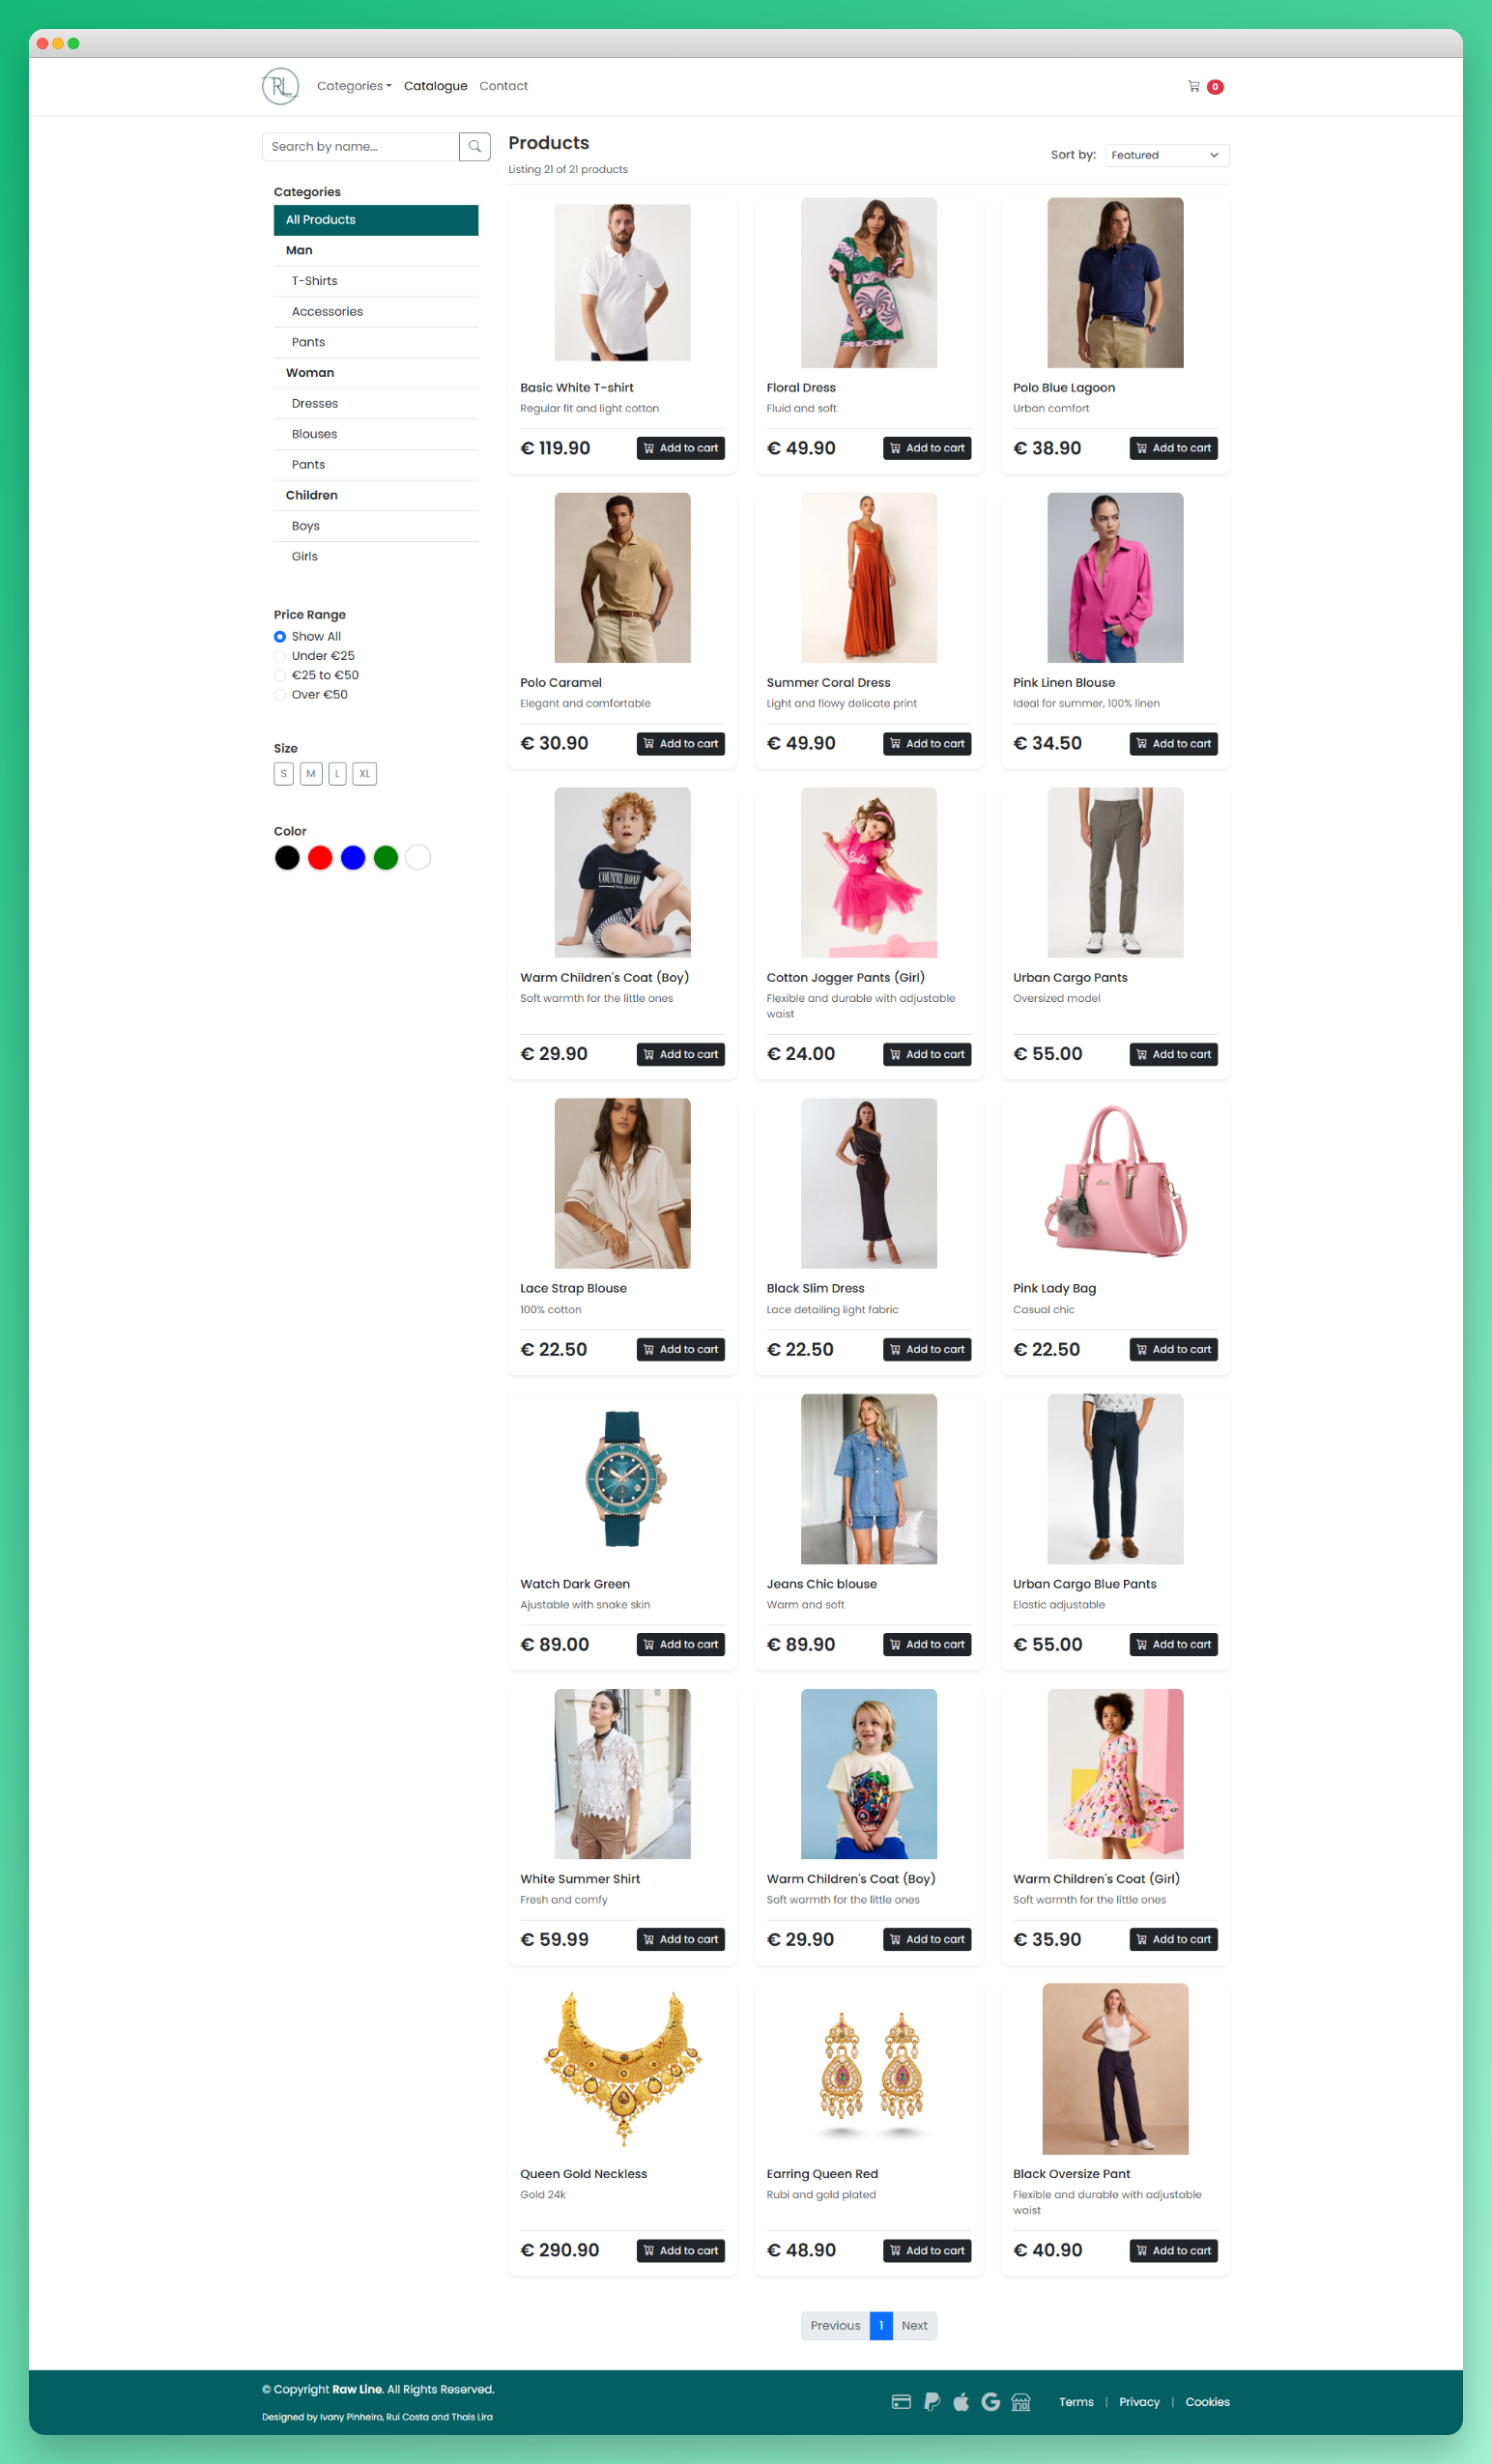 RL
Categories
Catalogue
Contact
0
Search by name...
Categories
All Products
Man
T-Shirts
Accessories
Pants
Woman
Dresses
Blouses
Pants
Children
Boys
Girls
Price Range
Show All
Under €25
€25 to €50
Over €50
Size
S M L XL
Color
Products
Listing 21 of 21 products
Sort by: Featured
Basic White T-shirt
Regular fit and light cotton
€ 119.90 Add to cart
Floral Dress
Fluid and soft
€ 49.90 Add to cart
Polo Blue Lagoon
Urban comfort
€ 38.90 Add to cart
Polo Caramel
Elegant and comfortable
€ 30.90 Add to cart
Summer Coral Dress
Light and flowy delicate print
€ 49.90 Add to cart
Pink Linen Blouse
Ideal for summer, 100% linen
€ 34.50 Add to cart
COUNTRY ROAD
Warm Children's Coat (Boy)
Soft warmth for the little ones
€ 29.90 Add to cart
Barbie
Cotton Jogger Pants (Girl)
Flexible and durable with adjustable
waist
€ 24.00 Add to cart
Urban Cargo Pants
Oversized model
€ 55.00 Add to cart
Lace Strap Blouse
100% cotton
€ 22.50 Add to cart
Black Slim Dress
Lace detailing light fabric
€ 22.50 Add to cart
Pink Lady Bag
Casual chic
€ 22.50 Add to cart
Watch Dark Green
Ajustable with snake skin
€ 89.00 Add to cart
Jeans Chic blouse
Warm and soft
€ 89.90 Add to cart
Urban Cargo Blue Pants
Elastic adjustable
€ 55.00 Add to cart
White Summer Shirt
Fresh and comfy
€ 59.99 Add to cart
Warm Children's Coat (Boy)
Soft warmth for the little ones
€ 29.90 Add to cart
Warm Children's Coat (Girl)
Soft warmth for the little ones
€ 35.90 Add to cart
Queen Gold Neckless
Gold 24k
€ 290.90 Add to cart
Earring Queen Red
Rubi and gold plated
€ 48.90 Add to cart
Black Oversize Pant
Flexible and durable with adjustable
waist
€ 40.90 Add to cart
Previous 1 Next
© Copyright Raw Line. All Rights Reserved.
Designed by Ivany Pinheiro, Rui Costa and Thais Lira
Terms | Privacy | Cookies